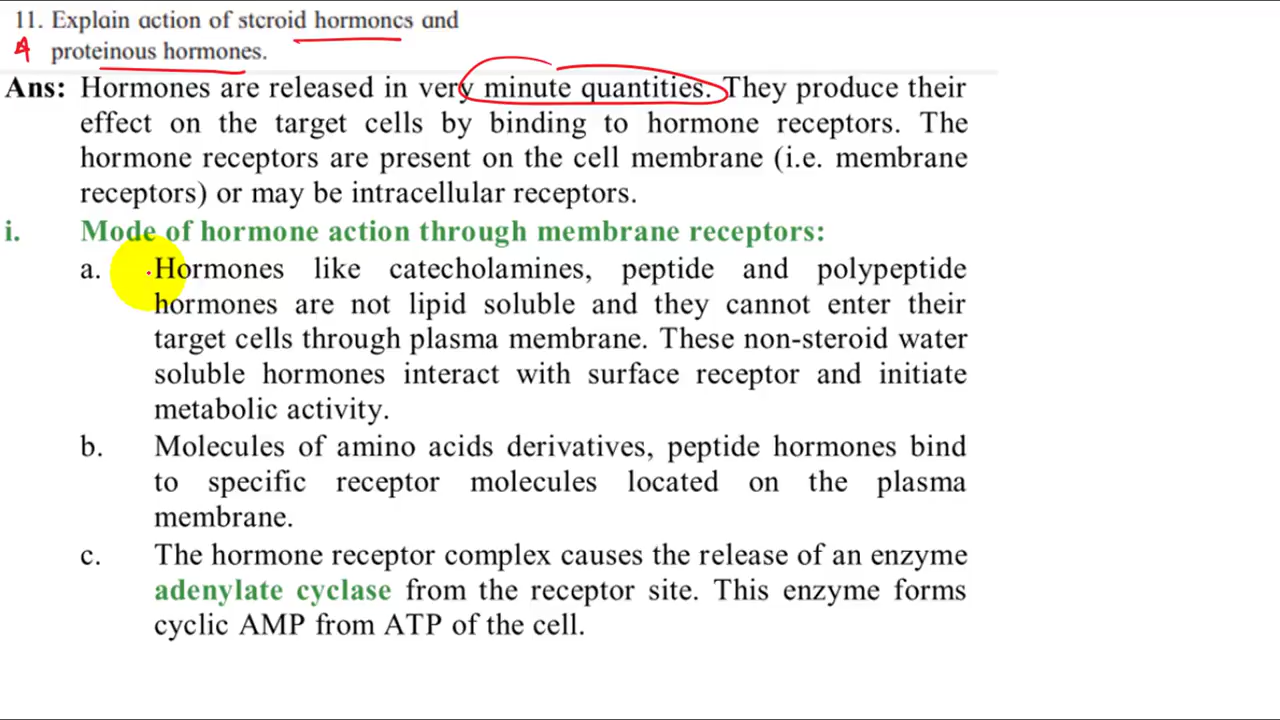 11. Explain action of steroid hormones and
proteinous hormones.
Ans: Hormones are released in very minute quantities. They produce their
effect on the target cells by binding to hormone receptors. The
hormone receptors are present on the cell membrane (i.e. membrane
receptors) or may be intracellular receptors.
i. Mode of hormone action through membrane receptors:
a. Hormones like catecholamines, peptide and polypeptide
hormones are not lipid soluble and they cannot enter their
target cells through plasma membrane. These non-steroid water
soluble hormones interact with surface receptor and initiate
metabolic activity.
b. Molecules of amino acids derivatives, peptide hormones bind
to specific receptor molecules located on the plasma
membrane.
c. The hormone receptor complex causes the release of an enzyme
adenylate cyclase from the receptor site. This enzyme forms
cyclic AMP from ATP of the cell.